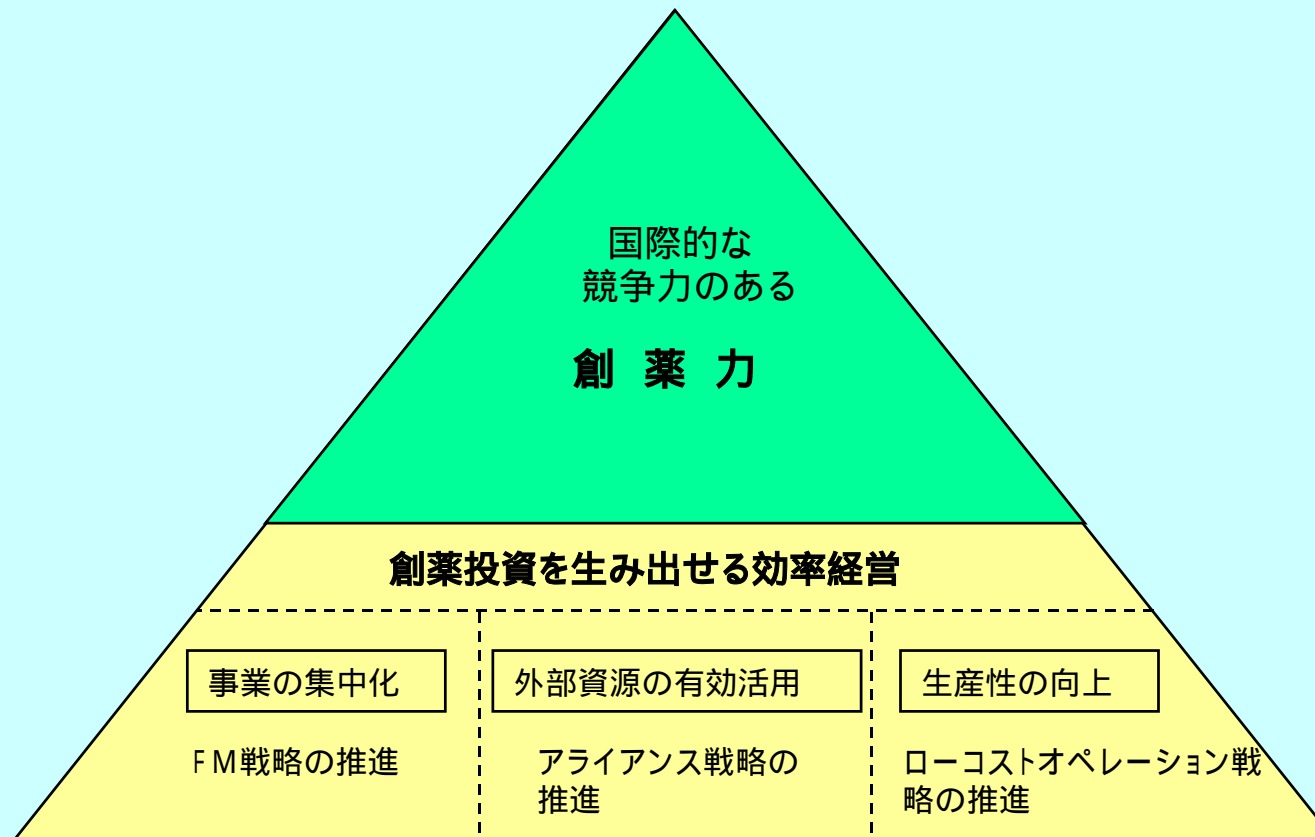 国際的な
競争力のある
創 薬 力
創薬投資を生み出せる効率経営
事業の集中化
FM戦略の推進
外部資源の有効活用
アライアンス戦略の
推進
生産性の向上
ローコストオペレーション戦
略の推進